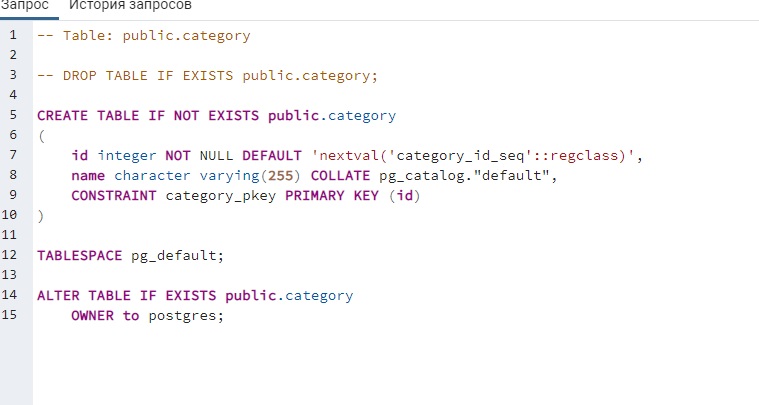 Запрос История запросов
1 -- Table: public.category
2
3 -- DROP TABLE IF EXISTS public.category;
4
5 CREATE TABLE IF NOT EXISTS public.category
6 (
7 id integer NOT NULL DEFAULT 'nextval('category_id_seq'::regclass)',
8 name character varying(255) COLLATE pg_catalog."default",
9 CONSTRAINT category_pkey PRIMARY KEY (id)
10 )
11
12 TABLESPACE pg_default;
13
14 ALTER TABLE IF EXISTS public.category
15 OWNER to postgres;